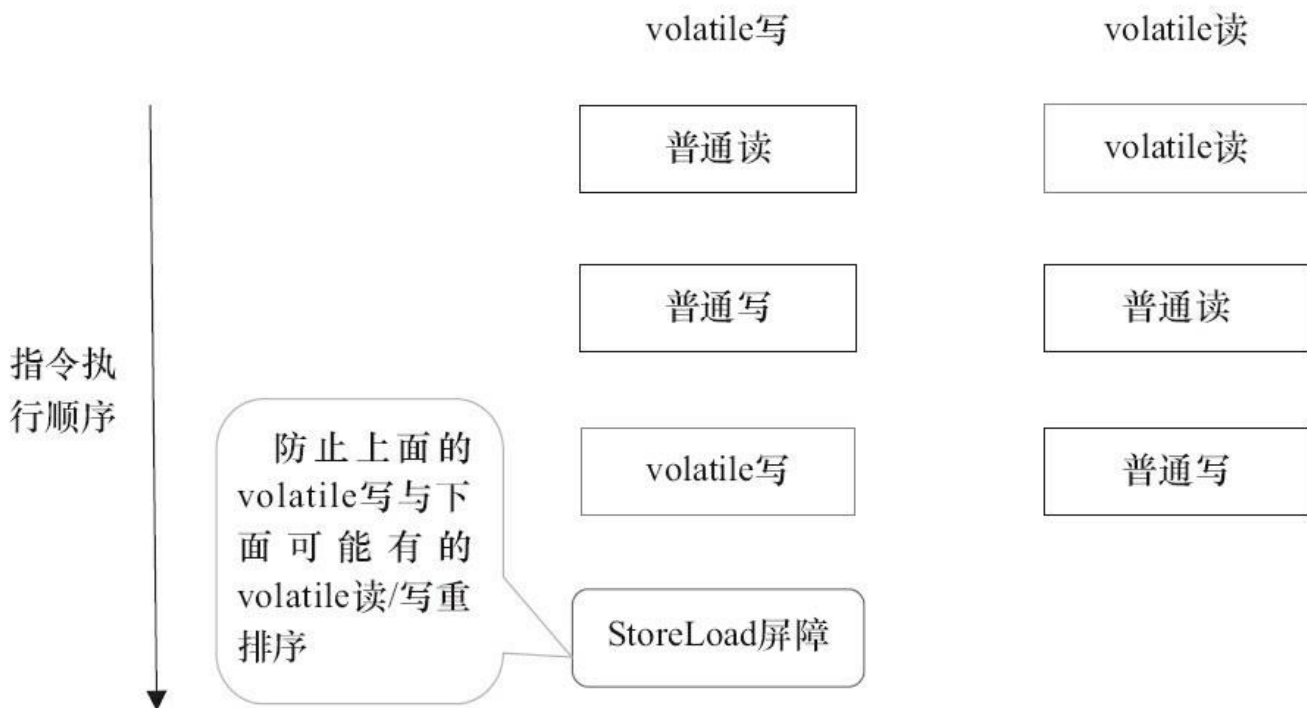 volatile写
volatile读
普通读
volatile读
普通写
普通读
指令执
行顺序
防止上面的
volatile写与下
面可能有的
volatile读/写重
排序
volatile写
普通写
StoreLoad屏障